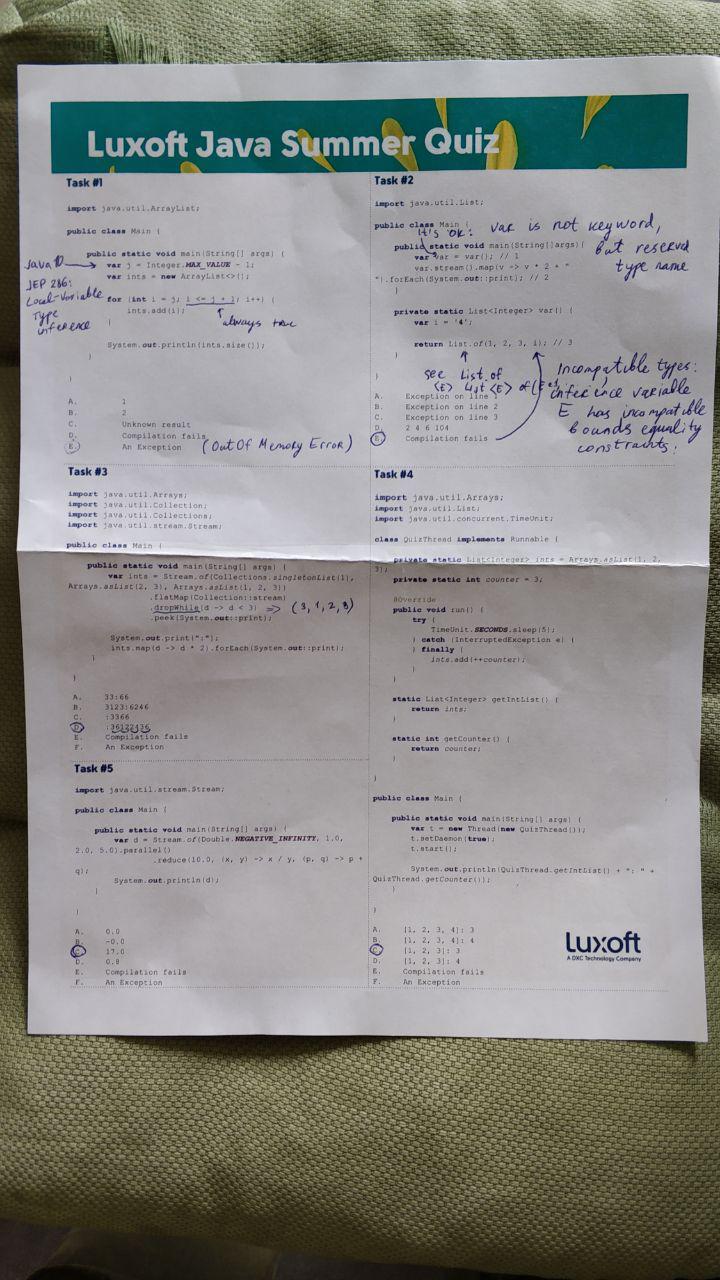 Luxoft Java Summer Quiz
Task #1
import java.util.ArrayList;
public class Main {
public static void main(String[] args) {
var j = Integer.MAX_VALUE - 1;
var ints = new ArrayList<>();
for (int i = j; i <= j + 1; i++) {
ints.add(i);
}
System.out.println(ints.size());
}
}
Java 10
JEP 286:
Local-Variable
Type
inference
always true
A. 1
B. 2
C. Unknown result
D. Compilation fails
E. An Exception (OutOf Memory Error)
Task #2
import java.util.List;
public class Main {
It's ok: var is not keyword,
but reserved
type name
public static void main(String[]args){
var var = var(); // 1
var.stream().map(v -> v * 2 + "
").forEach(System.out::print); // 2
}
private static List<Integer> var() {
var i = '4';
return List.of(1, 2, 3, i); // 3
}
}
see List.of
<E> List<E> of(E e1,
Incompatible types:
inference variable
E has incompatible
bounds equality
constraints:
A. Exception on line 1
B. Exception on line 2
C. Exception on line 3
D. 2 4 6 104
E. Compilation fails
Task #3
import java.util.Arrays;
import java.util.Collection;
import java.util.Collections;
import java.util.stream.Stream;
public class Main {
public static void main(String[] args) {
var ints = Stream.of(Collections.singletonList(1),
Arrays.asList(2, 3), Arrays.asList(1, 2, 3))
.flatMap(Collection::stream)
.dropWhile(d -> d < 3) => (3, 1, 2, 3)
.peek(System.out::print);
System.out.print(":");
ints.map(d -> d * 2).forEach(System.out::print);
}
}
A. 33:66
B. 3123:6246
C. :3366
D. :36122436
E. Compilation fails
F. An Exception
Task #4
import java.util.Arrays;
import java.util.List;
import java.util.concurrent.TimeUnit;
class QuizThread implements Runnable {
private static List<Integer> ints = Arrays.asList(1, 2,
3);
private static int counter = 3;
@Override
public void run() {
try {
TimeUnit.SECONDS.sleep(5);
} catch (InterruptedException e) {
} finally {
ints.add(++counter);
}
}
static List<Integer> getIntList() {
return ints;
}
static int getCounter() {
return counter;
}
}
public class Main {
public static void main(String[] args) {
var t = new Thread(new QuizThread());
t.setDaemon(true);
t.start();
System.out.println(QuizThread.getIntList() + ": " +
QuizThread.getCounter());
}
}
A. [1, 2, 3, 4]: 3
B. [1, 2, 3, 4]: 4
C. [1, 2, 3]: 3
D. [1, 2, 3]: 4
E. Compilation fails
F. An Exception
Task #5
import java.util.stream.Stream;
public class Main {
public static void main(String[] args) {
var d = Stream.of(Double.NEGATIVE_INFINITY, 1.0,
2.0, 5.0).parallel()
.reduce(10.0, (x, y) -> x / y, (p, q) -> p +
q);
System.out.println(d);
}
}
A. 0.0
B. -0.0
C. 17.0
D. 0.8
E. Compilation fails
F. An Exception
Luxoft
A DXC Technology Company